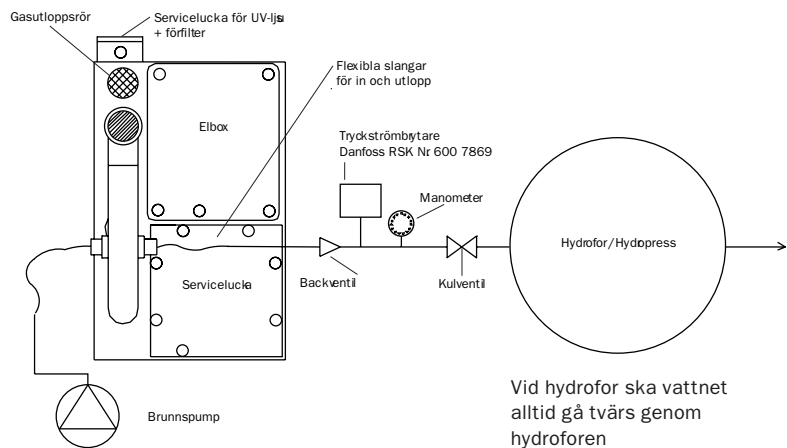 Gasutloppsrör
Servicelucka för UV-ljus
+ förfilter
Flexibla slangar
för in och utlopp
Elbox
Tryckströmbrytare
Danfoss RSK Nr. 600 7869
Manometer
Hydrofor/Hydropress
Servicelucka
Backventil
Kulventil
Brunnspump
Vid hydrofor ska vattnet
alltid gå tvärs genom
hydroforen